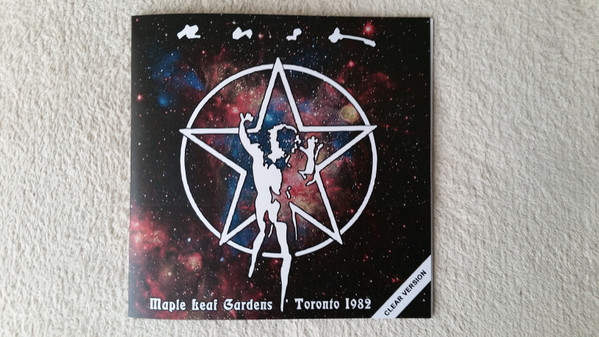 RUSH
Maple Leaf Gardens Toronto 1982
CLEAR VERSION